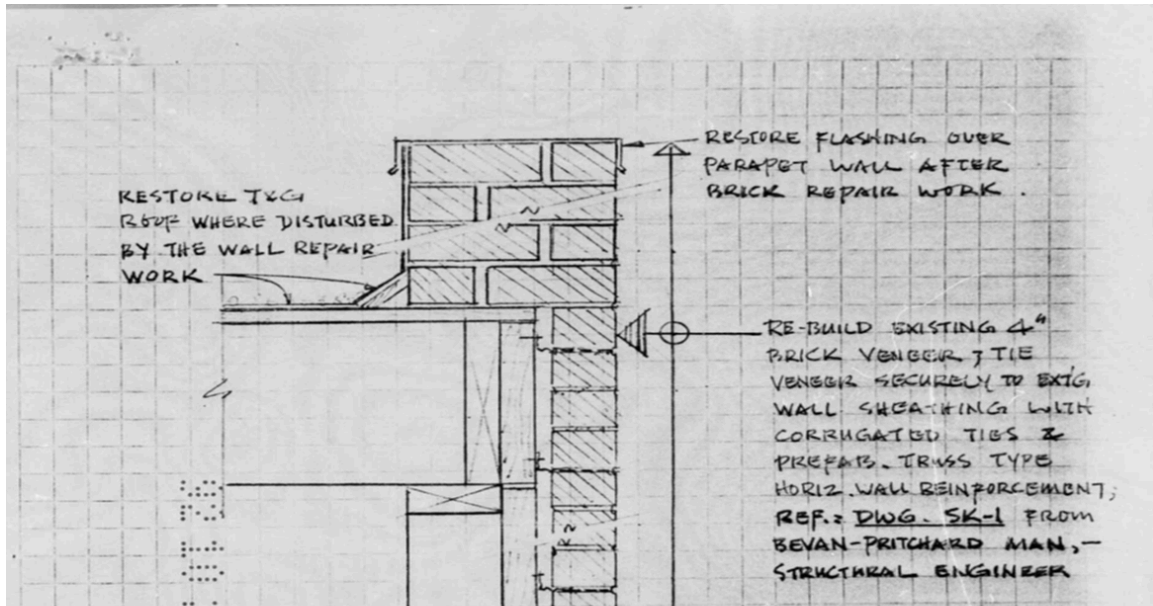 RESTORE T&G
ROOF WHERE DISTURBED
BY THE WALL REPAIR
WORK
RESTORE FLASHING OVER
PARAPET WALL AFTER
BRICK REPAIR WORK.
RE-BUILD EXISTING 4"
BRICK VENEER & TIE
VENEER SECURELY TO EXT'G
WALL SHEATHING WITH
CORRUGATED TIES &
PREFAB. TRUSS TYPE
HORIZ. WALL REINFORCEMENT;
REF.: DWG. SK-1 FROM
BEVAN-PRITCHARD MAN,-
STRUCTURAL ENGINEER